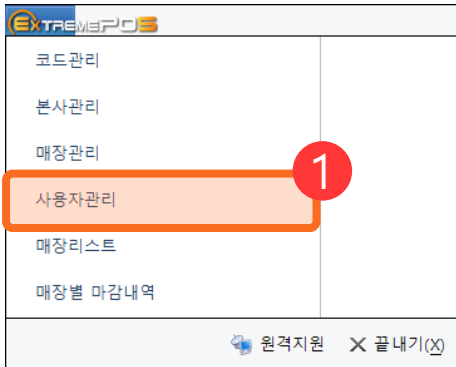 EXTREMEPOS
코드관리
본사관리
매장관리
1
사용자관리
매장리스트
매장별 마감내역
원격지원 끝내기(X)